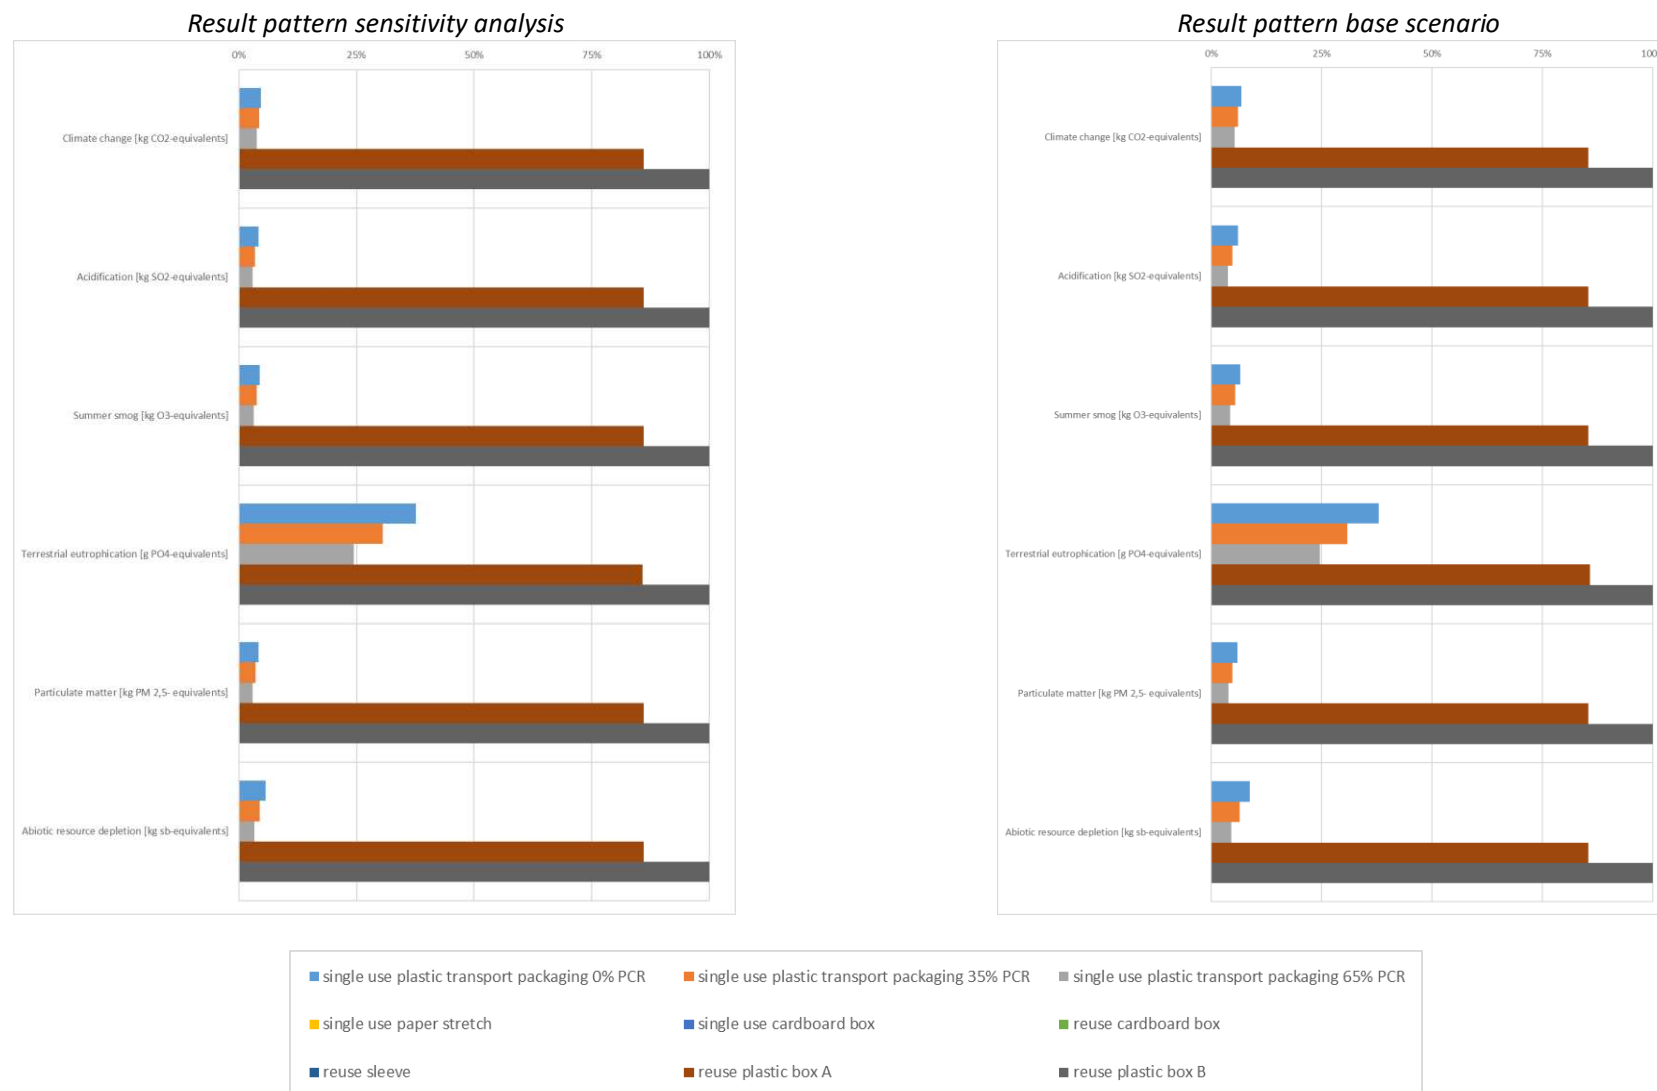 Result pattern sensitivity analysis
0% 25% 50% 75% 100%
Climate change [kg CO2-equivalents]
Acidification [kg SO2-equivalents]
Summer smog [kg O3-equivalents]
Terrestrial eutrophication [g PO4-equivalents]
Particulate matter [kg PM 2,5- equivalents]
Abiotic resource depletion [kg sb-equivalents]
Result pattern base scenario
0% 25% 50% 75% 100
Climate change [kg CO2-equivalents]
Acidification [kg SO2-equivalents]
Summer smog [kg O3-equivalents]
Terrestrial eutrophication [g PO4-equivalents]
Particulate matter [kg PM 2,5- equivalents]
Abiotic resource depletion [kg sb-equivalents]
single use plastic transport packaging 0% PCR single use plastic transport packaging 35% PCR single use plastic transport packaging 65% PCR
single use paper stretch single use cardboard box reuse cardboard box
reuse sleeve reuse plastic box A reuse plastic box B